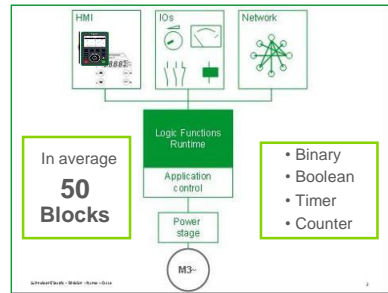 HMI
IOs
Network
Logic Functions
Runtime
Application
control
Power
stage
M3~
In average
50
Blocks
• Binary
• Boolean
• Timer
• Counter